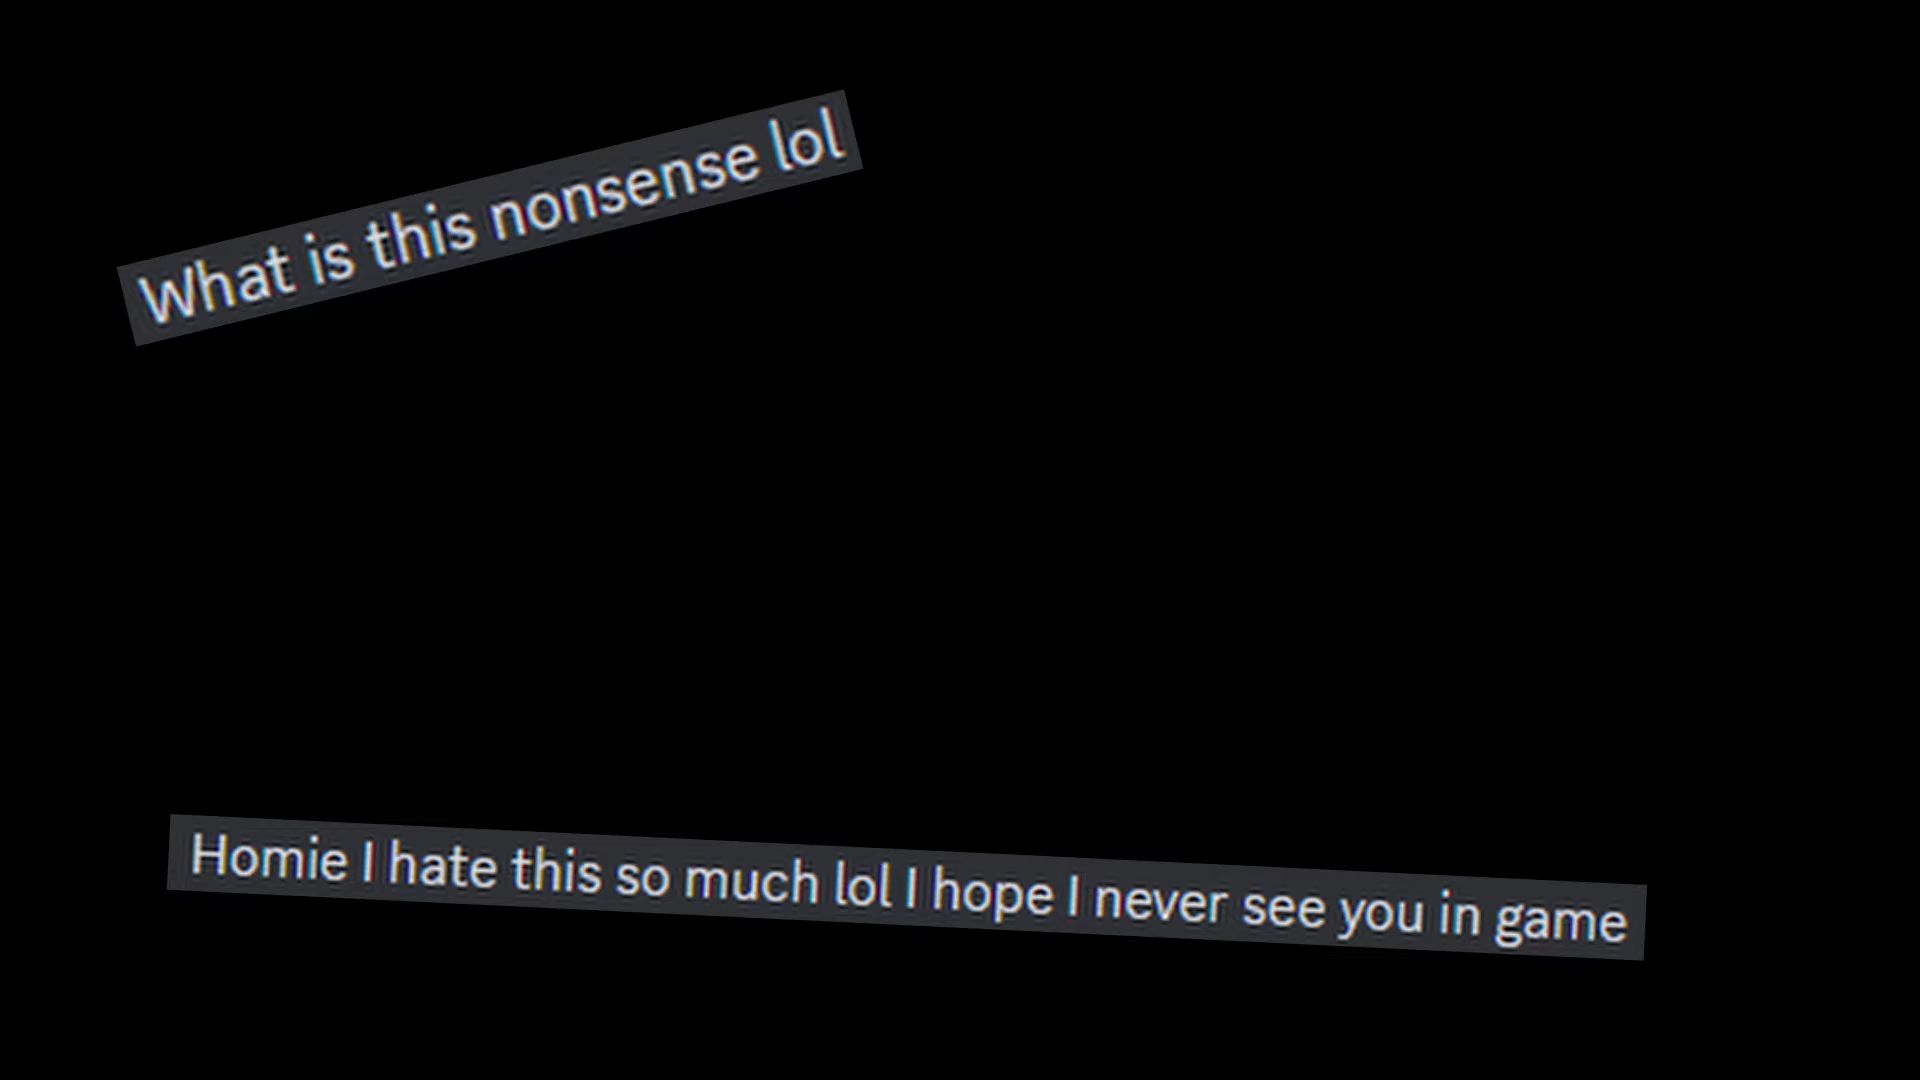 What is this nonsense lol
Homie I hate this so much lol I hope I never see you in game